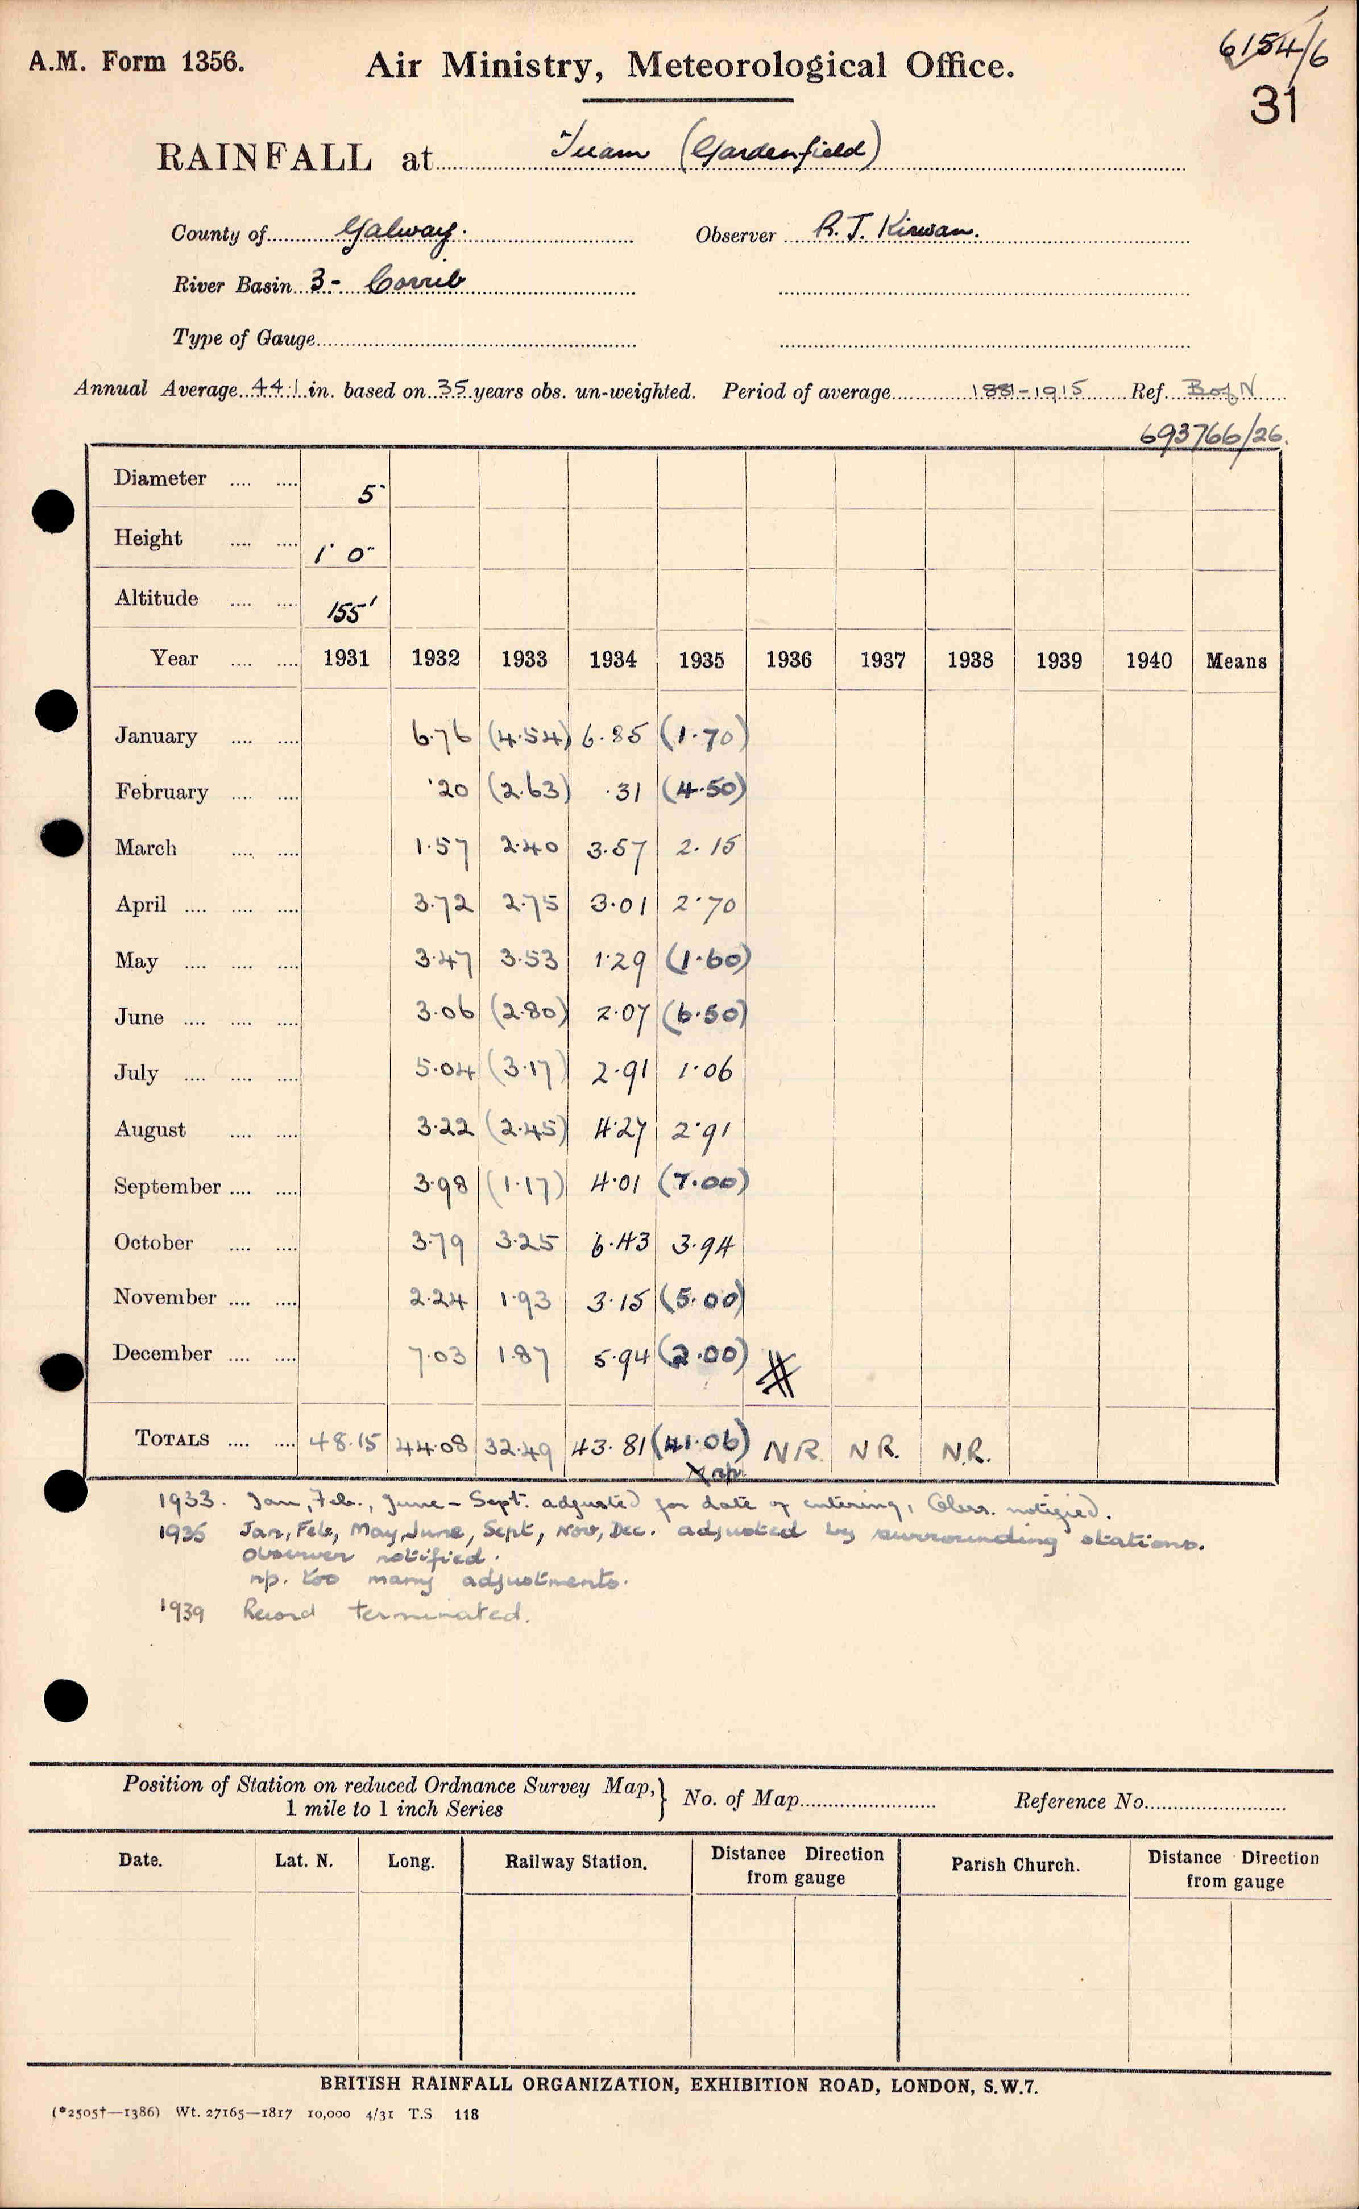 A.M. Form 1356.
Air Ministry, Meteorological Office.
6154/6
31
RAINFALL at Tuam (Gardenfield)
County of Galway. Observer R. J. Kirwan.
River Basin 3- Corrib
Type of Gauge
Annual Average 44.1 in. based on 35 years obs. un-weighted. Period of average 1881-1915 Ref. B of N
693766/26.
Diameter 5"
Height 1' 0"
Altitude 155'
Year 1931 1932 1933 1934 1935 1936 1937 1938 1939 1940 Means
January 6.76 (4.54) 6.85 (1.70)
February .20 (2.63) .31 (4.50)
March 1.57 2.40 3.57 2.15
April 3.72 2.75 3.01 2.70
May 3.47 3.53 1.29 (1.60)
June 3.06 (2.80) 2.07 (6.50)
July 5.04 (3.17) 2.91 1.06
August 3.22 (2.45) 4.27 2.91
September 3.98 (1.17) 4.01 (7.00)
October 3.79 3.25 6.43 3.94
November 2.24 1.93 3.15 (5.00)
December 7.03 1.87 5.94 (2.00)
TOTALS 48.15 44.08 32.49 43.81 (41.06) N R. N R. N.R.
np.
1933. Jan, Feb., June - Sept. adjusted for date of entering, Obsr. notified.
1935 Jan, Feb, May, June, Sept, Nov, Dec. adjusted by surrounding stations.
Observer notified.
np. too many adjustments.
1939 Record terminated.
Position of Station on reduced Ordnance Survey Map,} No. of Map Reference No.
1 mile to 1 inch Series
Date. Lat. N. Long. Railway Station. Distance Direction from gauge Parish Church. Distance Direction from gauge
BRITISH RAINFALL ORGANIZATION, EXHIBITION ROAD, LONDON, S.W.7.
(*2505†—1386) Wt. 27165—1817 10,000 4/31 T.S 118